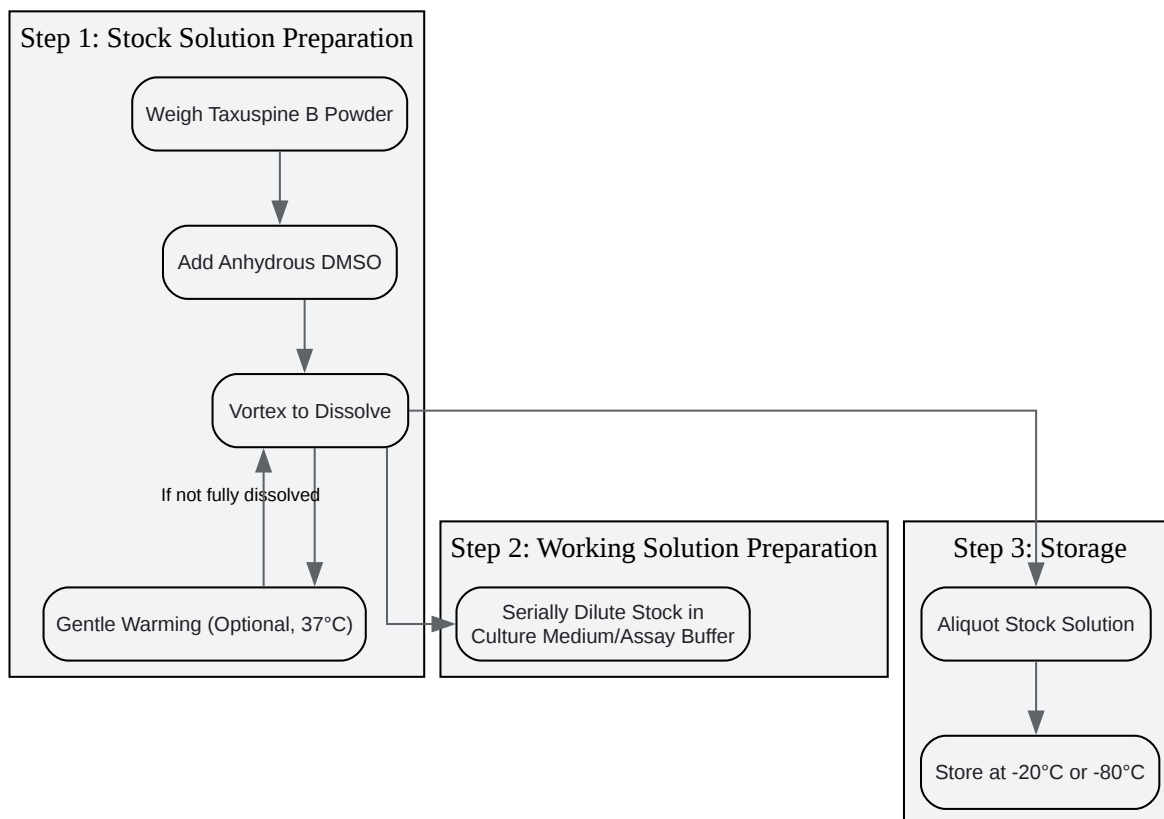 Step 1: Stock Solution Preparation
Weigh Taxuspine B Powder
Add Anhydrous DMSO
Vortex to Dissolve
If not fully dissolved
Gentle Warming (Optional, 37°C)
Step 2: Working Solution Preparation
Serially Dilute Stock in
Culture Medium/Assay Buffer
Step 3: Storage
Aliquot Stock Solution
Store at -20°C or -80°C